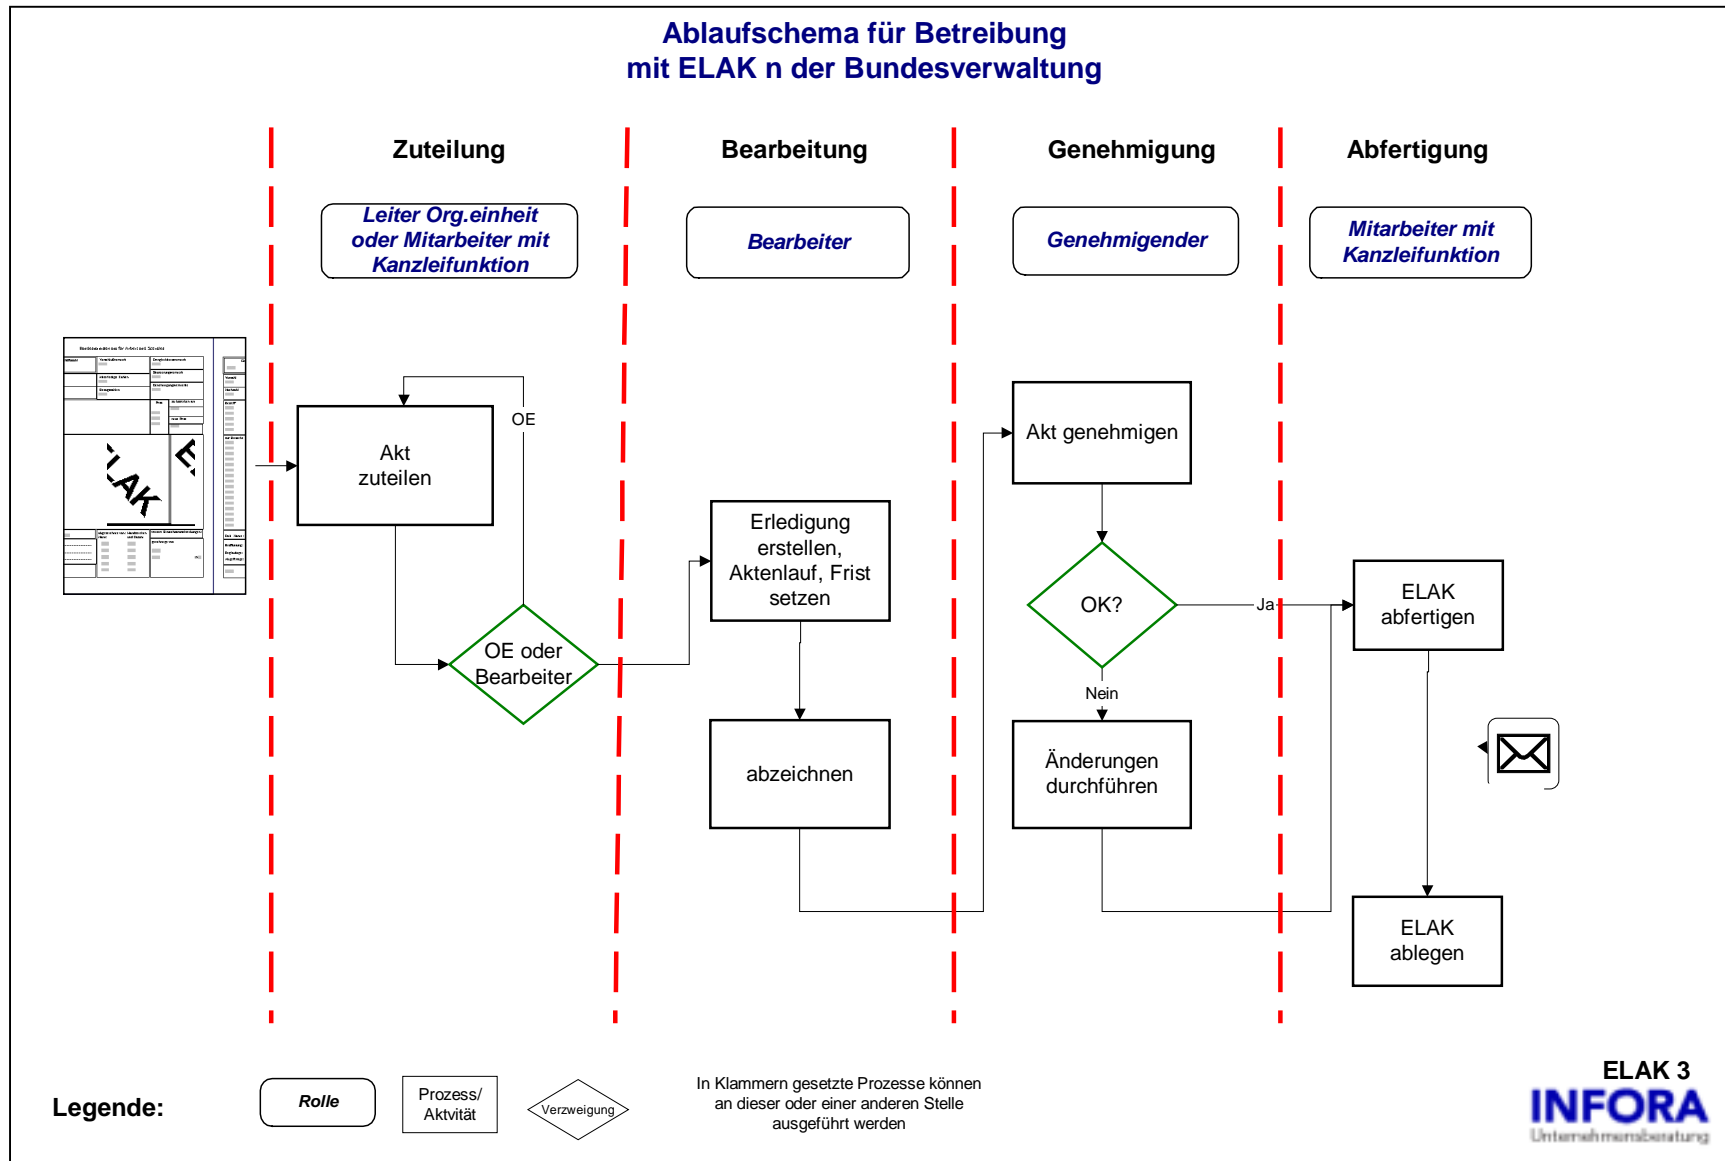 Ablaufschema für Betreibung
mit ELAK n der Bundesverwaltung
Zuteilung
Bearbeitung
Genehmigung
Abfertigung
Leiter Org.einheit
oder Mitarbeiter mit
Kanzleifunktion
Bearbeiter
Genehmigender
Mitarbeiter mit
Kanzleifunktion
ELAK
Akt
zuteilen
OE
OE oder
Bearbeiter
Erledigung
erstellen,
Aktenlauf, Frist
setzen
abzeichnen
Akt genehmigen
OK?
Ja
Nein
Änderungen
durchführen
ELAK
abfertigen
ELAK
ablegen
Legende:
Rolle
Prozess/
Aktvität
Verzweigung
In Klammern gesetzte Prozesse können
an dieser oder einer anderen Stelle
ausgeführt werden
ELAK 3
INFORA
Unternehmensberatung